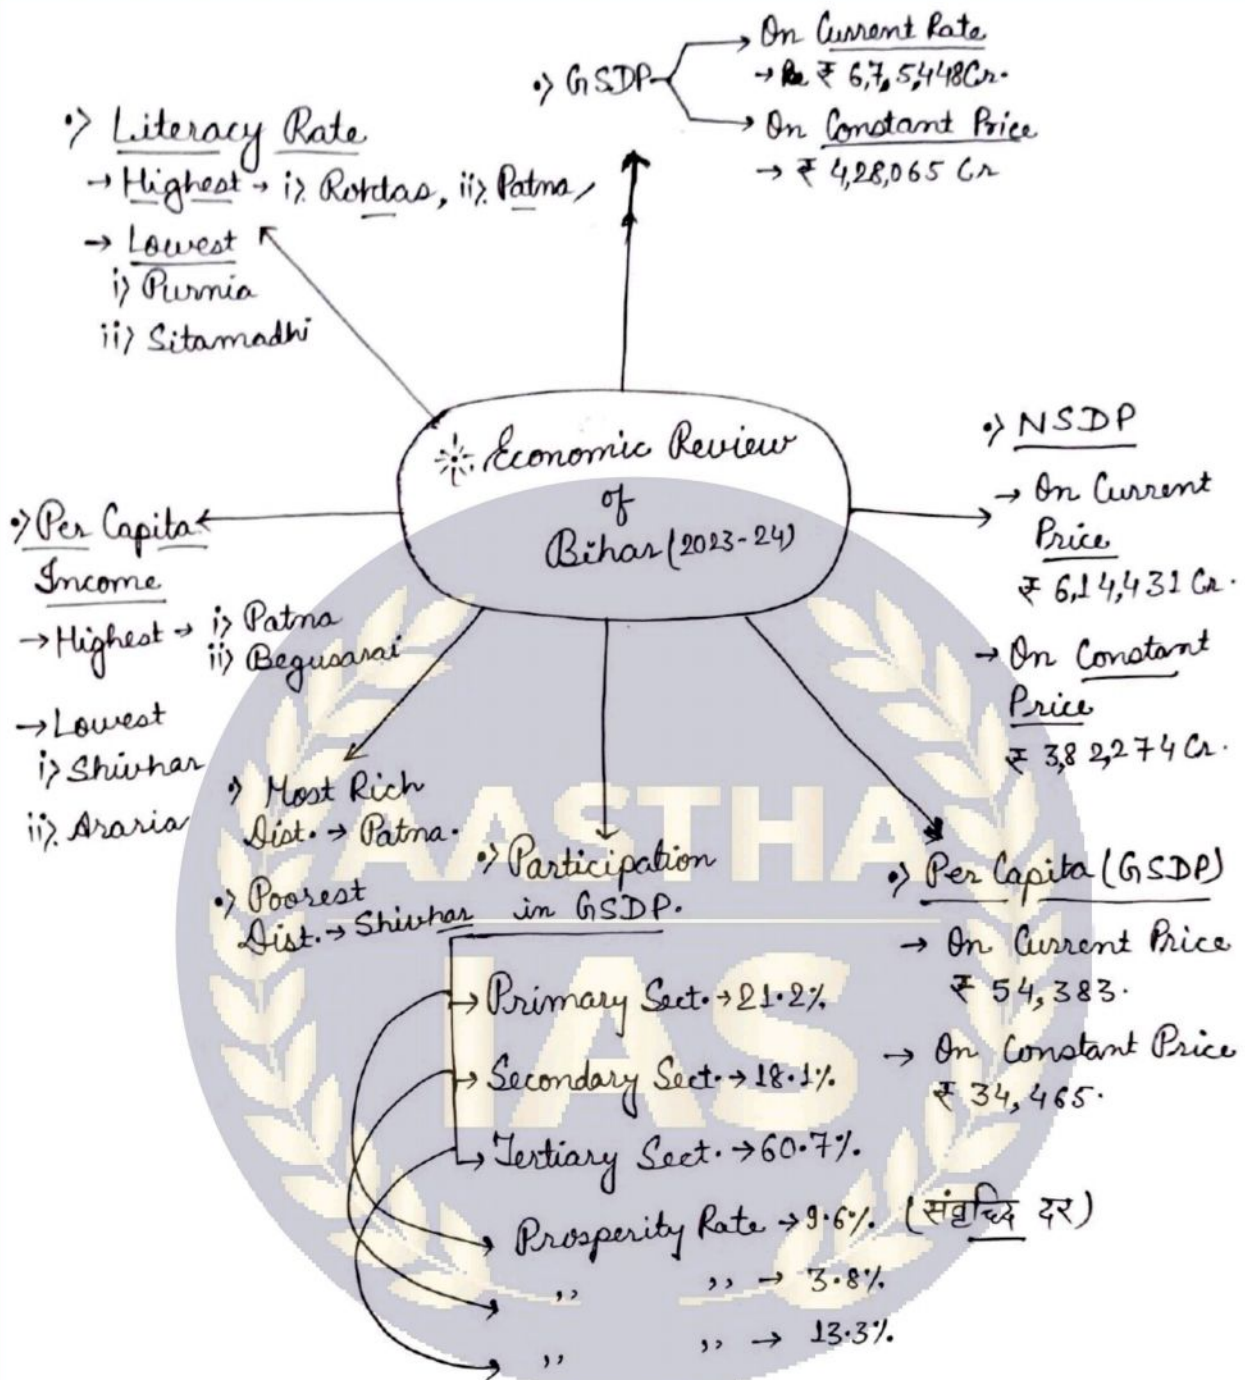 •> GSDP
On Current Rate
→ ₹ 6,7,5,448Cr.
On Constant Price
→ ₹ 4,28,065 Cr
•> Literacy Rate
→ Highest → i>. Rohtas, ii>. Patna,
→ Lowest
i> Purnia
ii> Sitamadhi
Economic Review
of
Bihar (2023-24)
•> NSDP
→ On Current
Price
₹ 6,14,431 Cr.
→ On Constant
Price
₹ 3,82,274 Cr.
•> Per Capita
Income
→ Highest → i> Patna
ii> Begusarai
→ Lowest
i> Shivhar
ii>. Araria
•> Most Rich
Dist. → Patna.
•> Poorest
Dist. → Shivhar
•> Participation
in GSDP.
→ Primary Sect. → 21.2%
→ Secondary Sect. → 18.1%
→ Tertiary Sect. → 60.7%.
Prosperity Rate → 9.6%. (संवृद्धि दर)
,, ,, → 3.8%
,, ,, → 13.3%.
•> Per Capita (GSDP)
→ On Current Price
₹ 54,383.
→ On Constant Price
₹ 34,465.
AASTHA
IAS